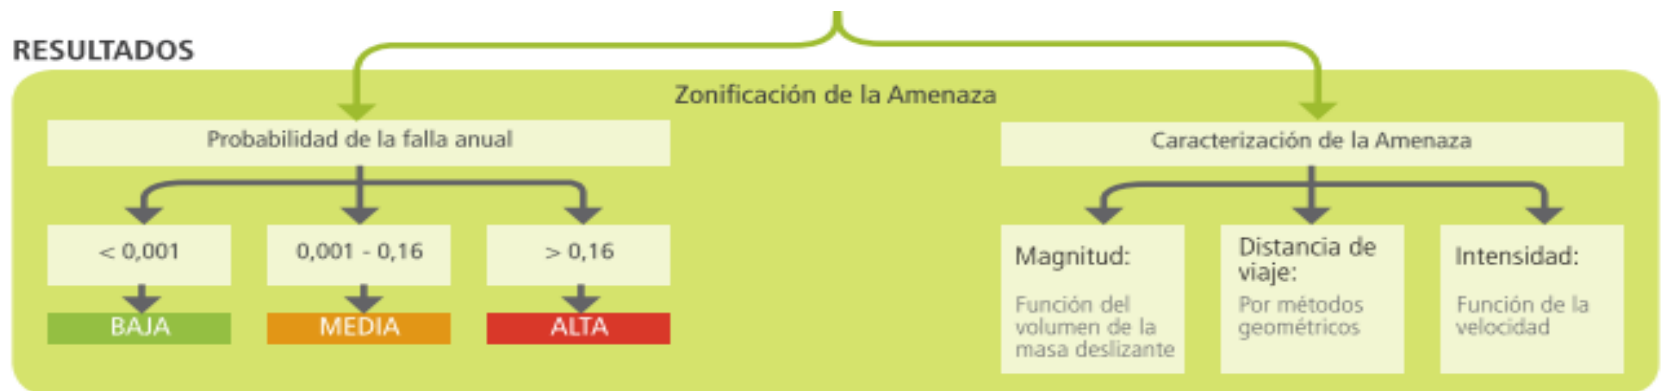 RESULTADOS
Zonificación de la Amenaza
Probabilidad de la falla anual
< 0,001
0,001 - 0,16
> 0,16
BAJA
MEDIA
ALTA
Caracterización de la Amenaza
Magnitud:
Función del
volumen de la
masa deslizante
Distancia de
viaje:
Por métodos
geométricos
Intensidad:
Función de la
velocidad